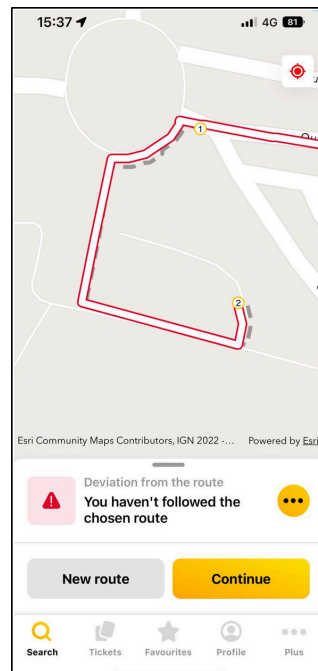 15:37
4G 81
1
2
Esri Community Maps Contributors, IGN 2022 -... Powered by Esri
Deviation from the route
You haven't followed the
chosen route
New route Continue
Search Tickets Favourites Profile Plus